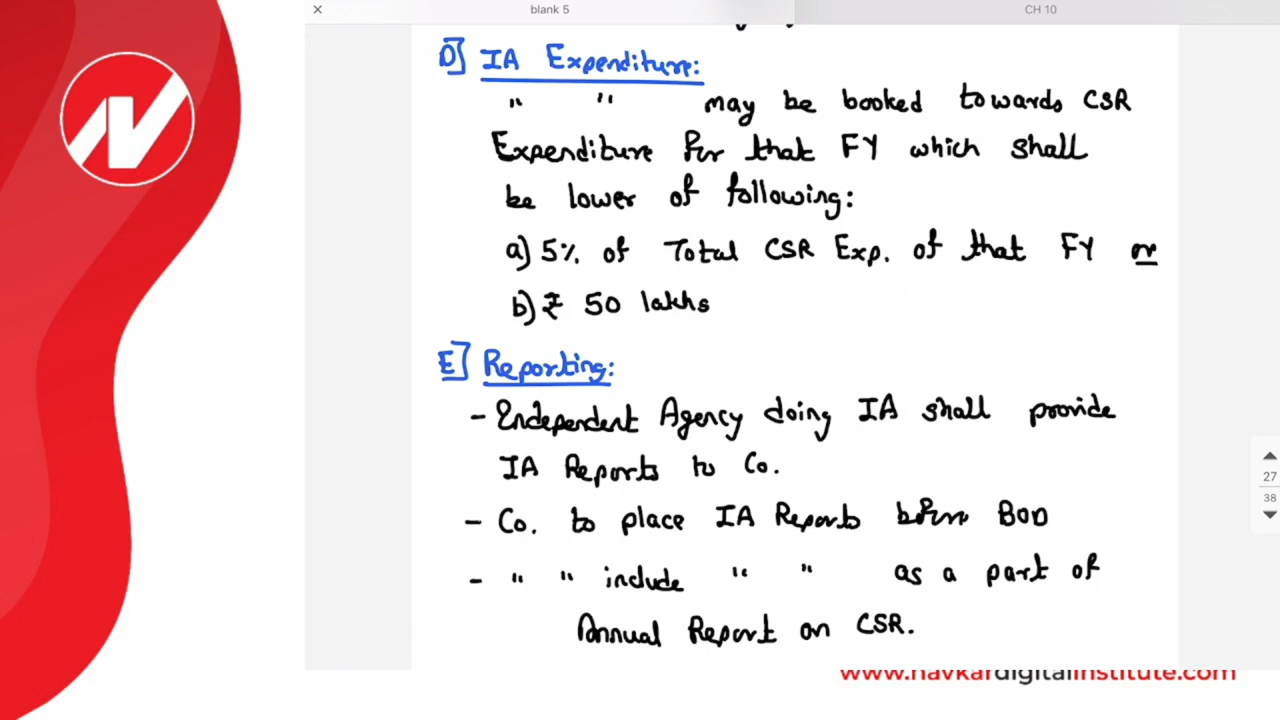 × blank 5 CH 10
D] IA Expenditure:
" " may be booked towards CSR
Expenditure for that FY which shall
be lower of following:
a) 5% of Total CSR Exp. of that FY or
b) ₹ 50 lakhs
E] Reporting:
- Independent Agency doing IA shall provide
IA Reports to Co.
27
38
- Co. to place IA Reports before BOD
- " " include " " as a part of
Annual Report on CSR.
www.navkardigitalinstitute.com